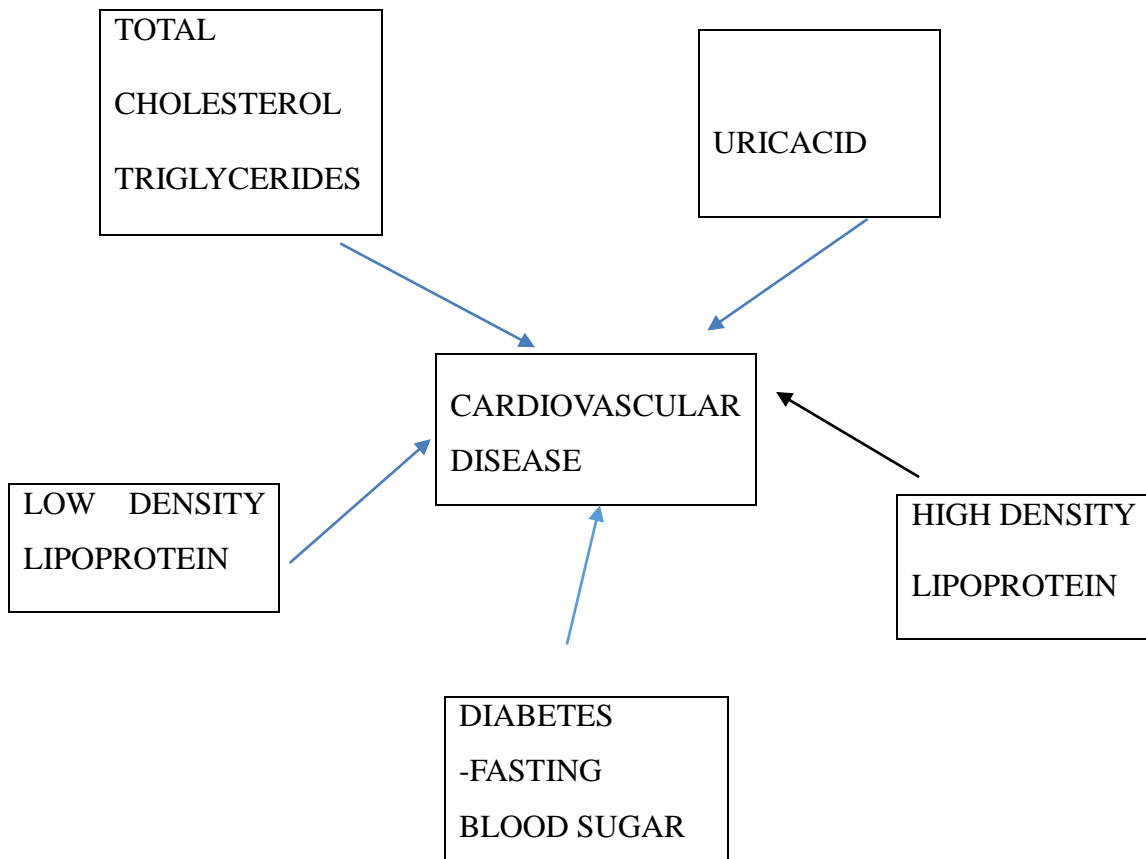 TOTAL
CHOLESTEROL
TRIGLYCERIDES
URICACID
CARDIOVASCULAR
DISEASE
LOW DENSITY
LIPOPROTEIN
HIGH DENSITY
LIPOPROTEIN
DIABETES
-FASTING
BLOOD SUGAR